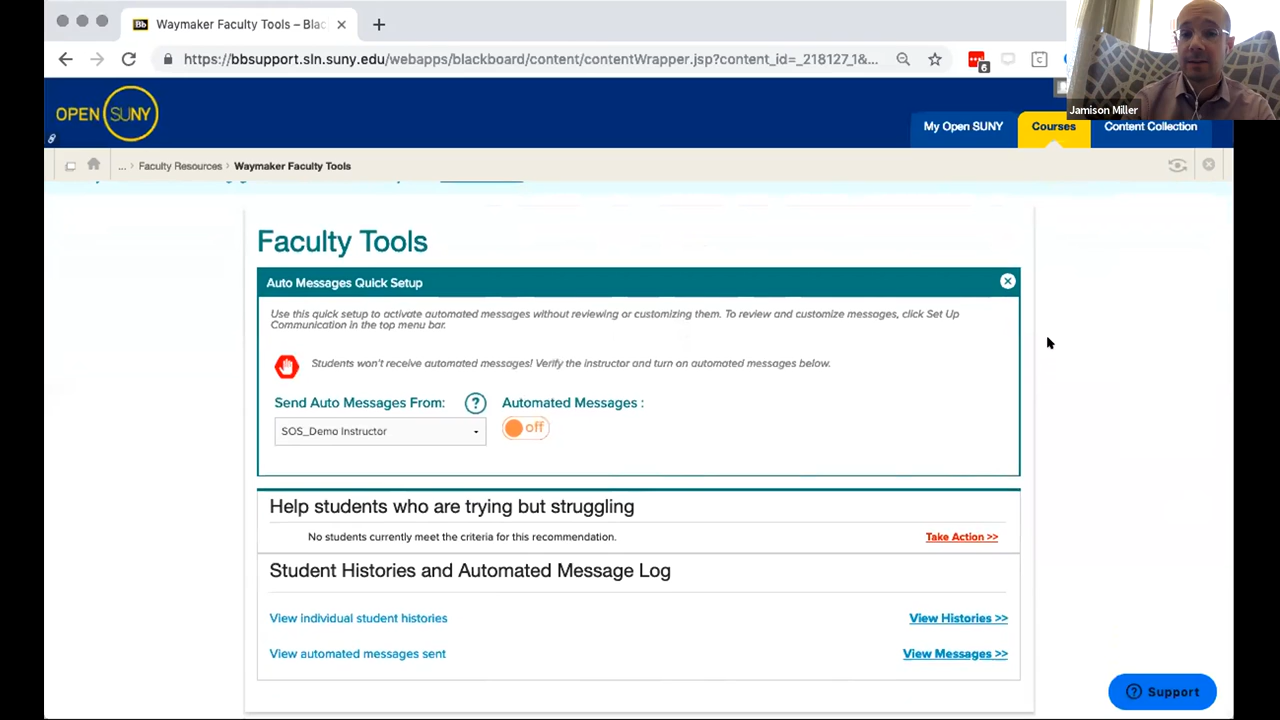 Bb Waymaker Faculty Tools – Blac
https://bbsupport.sln.suny.edu/webapps/blackboard/content/contentWrapper.jsp?content_id=_218127_1&...
6
Jamison Miller
OPEN SUNY
My Open SUNY
Courses
Content Collection
... › Faculty Resources › Waymaker Faculty Tools
Faculty Tools
Auto Messages Quick Setup
Use this quick setup to activate automated messages without reviewing or customizing them. To review and customize messages, click Set Up
Communication in the top menu bar.
Students won't receive automated messages! Verify the instructor and turn on automated messages below.
Send Auto Messages From: ?
Automated Messages :
SOS_Demo Instructor
off
Help students who are trying but struggling
No students currently meet the criteria for this recommendation.
Take Action >>
Student Histories and Automated Message Log
View individual student histories
View Histories >>
View automated messages sent
View Messages >>
? Support